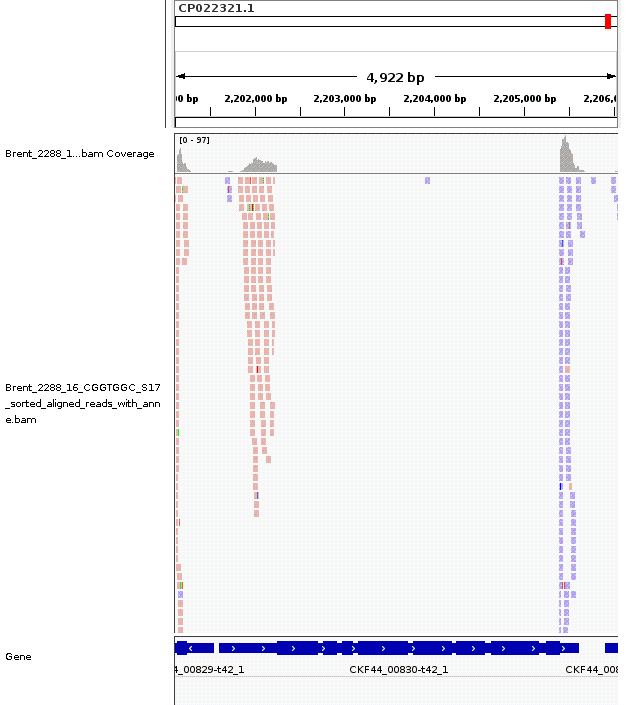 CP022321.1
4,922 bp
00 bp
2,202,000 bp
2,203,000 bp
2,204,000 bp
2,205,000 bp
2,206,0
[0 - 97]
Brent_2288_1...bam Coverage
Brent_2288_16_CGGTGGC_S17
_sorted_aligned_reads_with_ann
e.bam
Gene
4_00829-t42_1
CKF44_00830-t42_1
CKF44_008